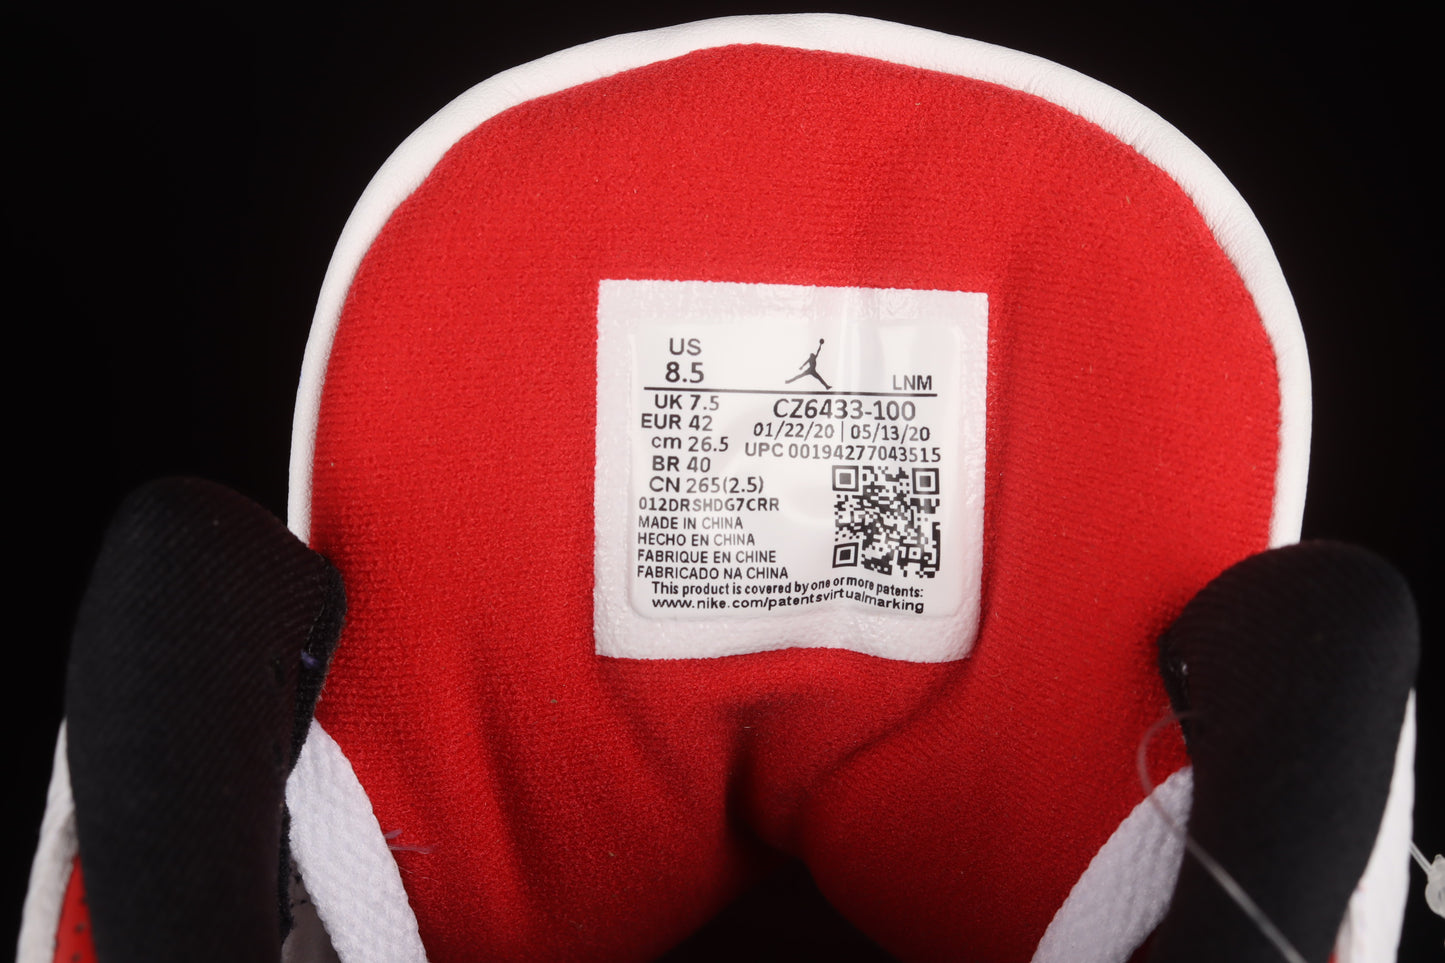 US
8.5
LNM
UK 7.5
CZ6433-100
EUR 42
01/22/20 | 05/13/20
cm 26.5
UPC 00194277043515
BR 40
CN 265(2.5)
012DRSHDG7CRR
MADE IN CHINA
HECHO EN CHINA
FABRIQUE EN CHINE
FABRICADO NA CHINA
This product is covered by one or more patents:
www.nike.com/patentsvirtualmarking